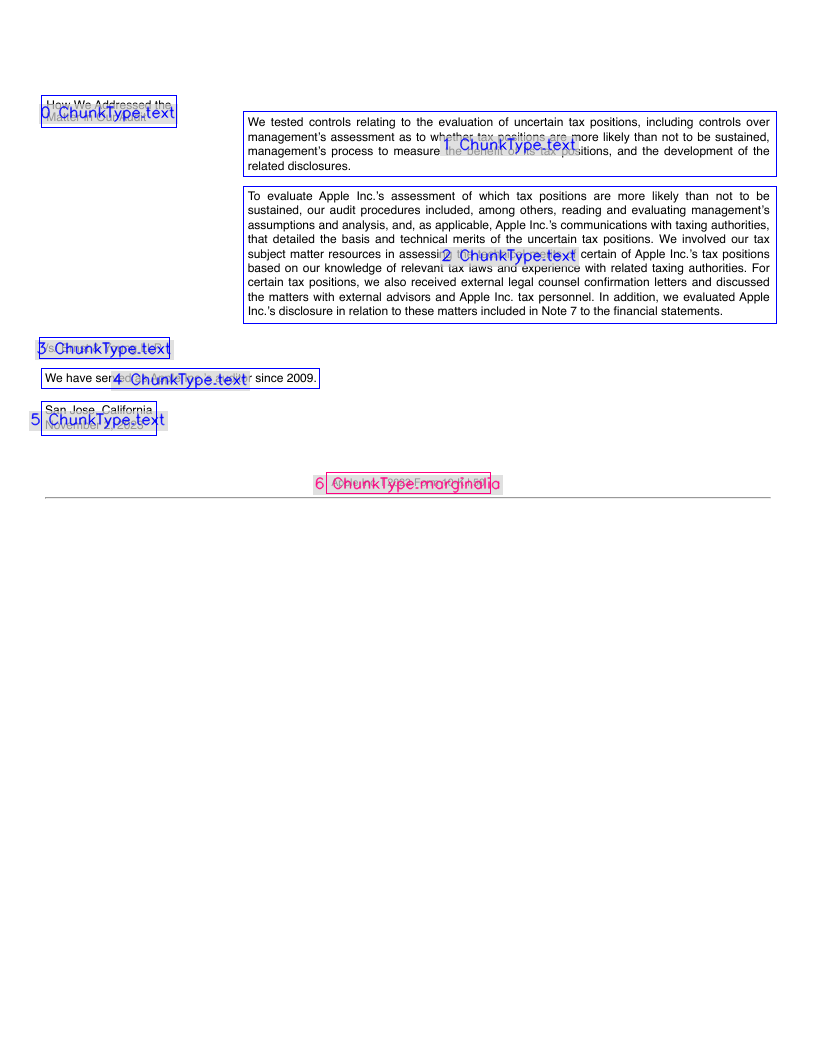 How We Addressed the
0 ChunkType.text
Matter in Our Audit
We tested controls relating to the evaluation of uncertain tax positions, including controls over
management's assessment as to whether tax positions are more likely than not to be sustained,
1 ChunkType.text
management's process to measure the benefit of its tax positions, and the development of the
related disclosures.
To evaluate Apple Inc.'s assessment of which tax positions are more likely than not to be
sustained, our audit procedures included, among others, reading and evaluating management's
assumptions and analysis, and, as applicable, Apple Inc.'s communications with taxing authorities,
that detailed the basis and technical merits of the uncertain tax positions. We involved our tax
subject matter resources in assessing certain of Apple Inc.'s tax positions
2 ChunkType.text
based on our knowledge of relevant tax laws and experience with related taxing authorities. For
certain tax positions, we also received external legal counsel confirmation letters and discussed
the matters with external advisors and Apple Inc. tax personnel. In addition, we evaluated Apple
Inc.'s disclosure in relation to these matters included in Note 7 to the financial statements.
3 ChunkType.text
We have served since 2009.
4 ChunkType.text
San Jose, California
5 ChunkType.text
November 2, 2023
6 ChunkType.marginalia